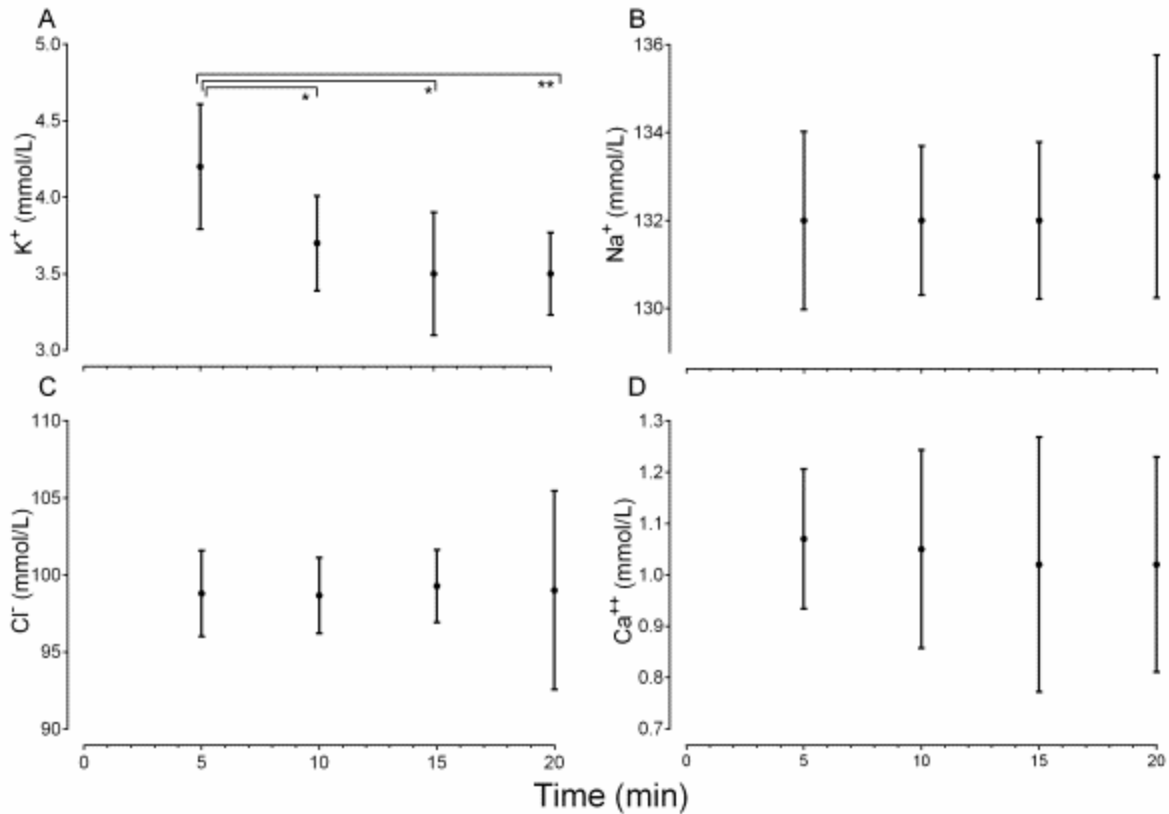 A
K+ (mmol/L)
5.0
4.5
4.0
3.5
3.0
*
*
**
B
Na+ (mmol/L)
136
134
132
130
C
Cl- (mmol/L)
110
105
100
95
90
0 5 10 15 20
D
Ca++ (mmol/L)
1.3
1.2
1.1
1.0
0.9
0.8
0.7
0 5 10 15 20
Time (min)